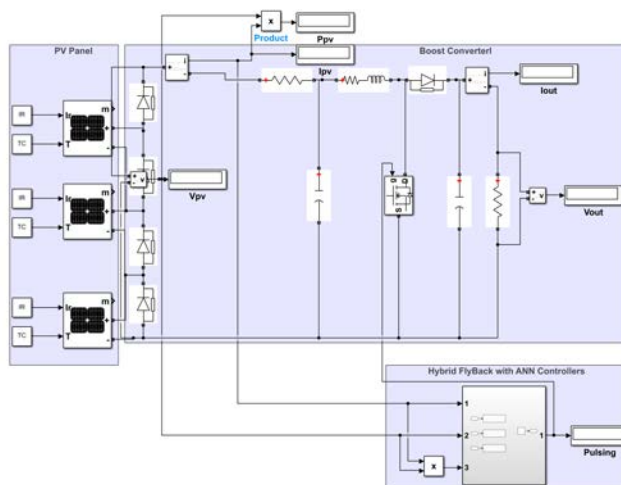 x
Product
Ppv
PV Panel
Boost ConverterI
i
+
-
Ipv
i
+
-
Iout
IR
Ir
m
+
TC
T
-
+
-
v
Vpv
g
D
S
+
-
v
Vout
IR
Ir
m
+
TC
T
-
IR
Ir
m
+
TC
T
-
Hybrid FlyBack with ANN Controllers
1
2
1
Pulsing
x
3